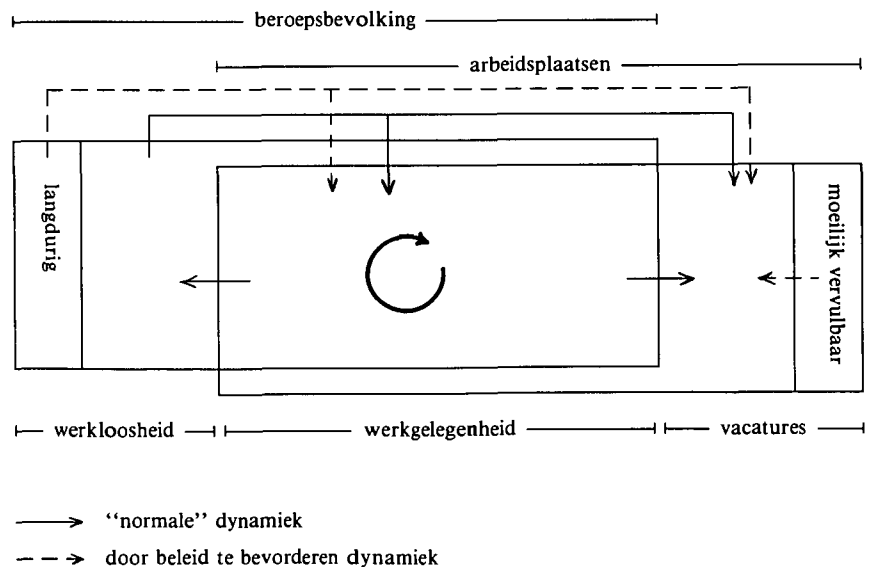 beroepsbevolking
arbeidsplaatsen
langdurig
moeilijk vervulbaar
werkloosheid
werkgelegenheid
vacatures
“normale” dynamiek
door beleid te bevorderen dynamiek